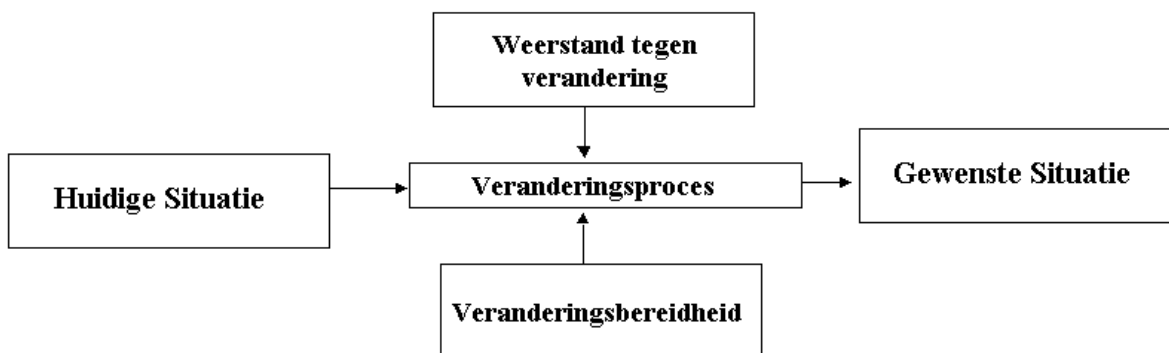 Weerstand tegen
verandering
Huidige Situatie
Veranderingsproces
Gewenste Situatie
Veranderingsbereidheid